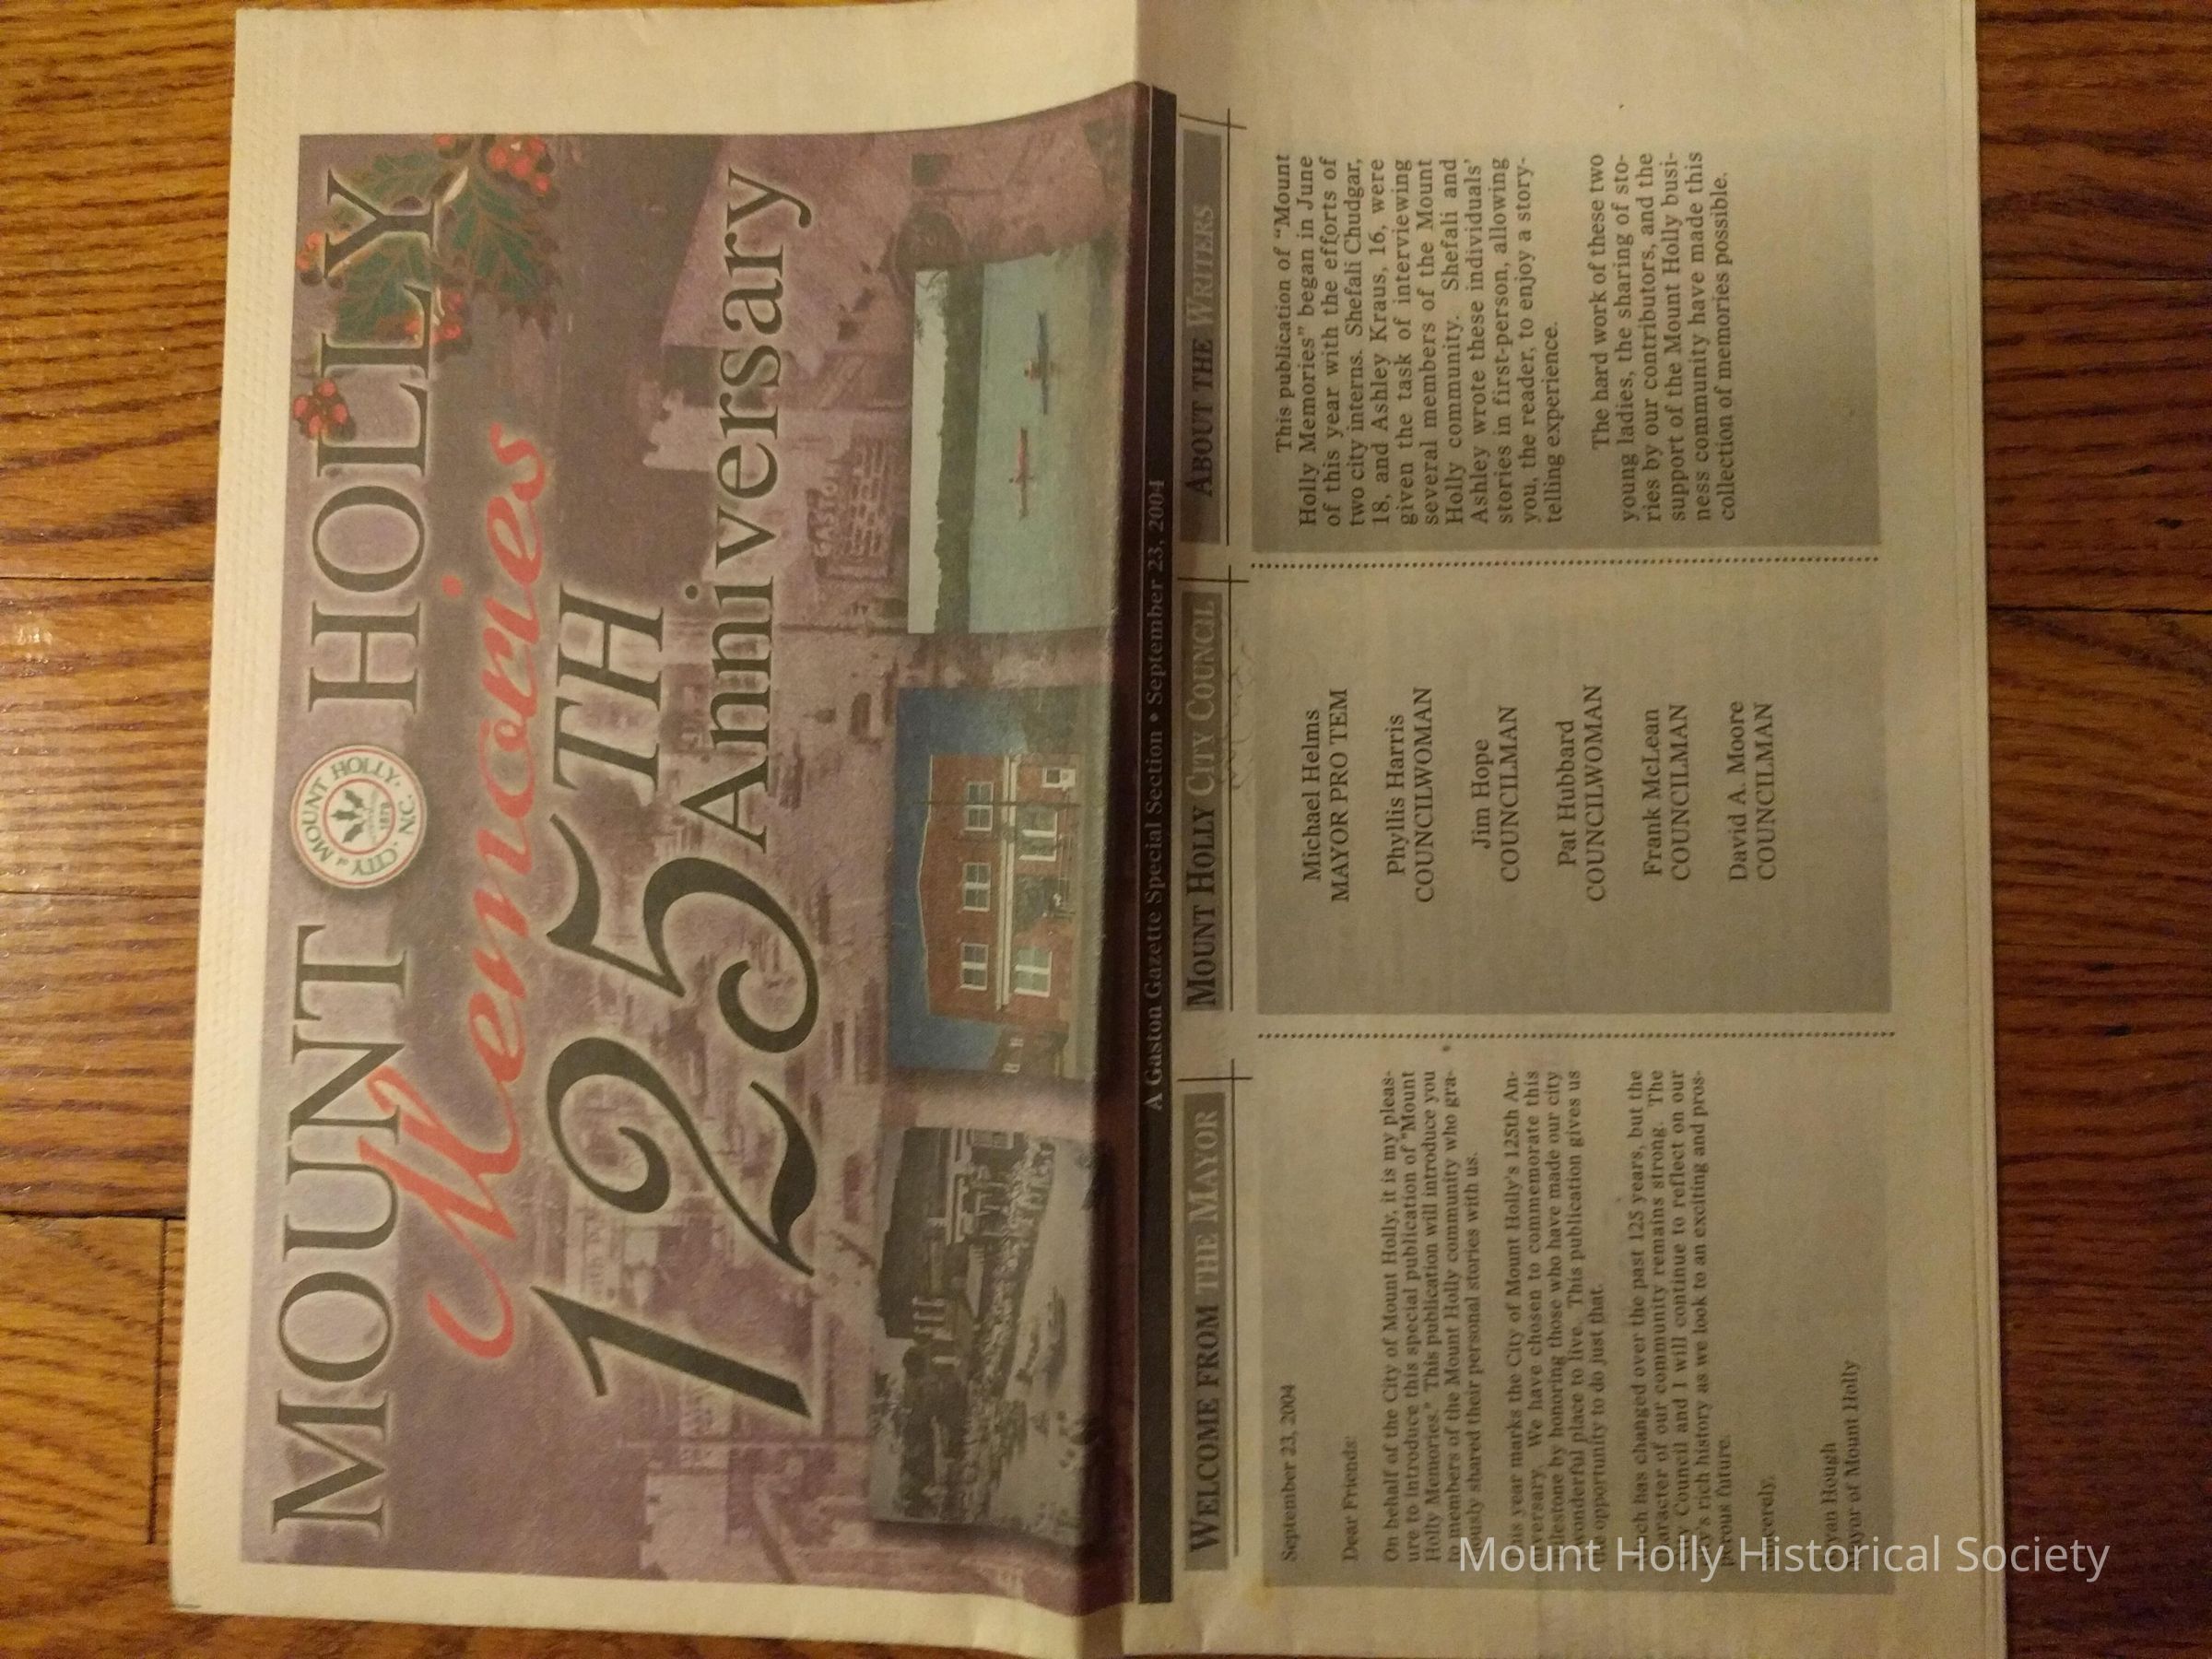 MOUNT HOLLY
CITY of MOUNT HOLLY, N.C.
1879
Memories
125TH
Anniversary
GASTON
A Gaston Gazette Special Section • September 23, 2004
WELCOME FROM THE MAYOR
September 23, 2004
Dear Friends:
On behalf of the City of Mount Holly, it is my pleas-
ure to introduce this special publication of "Mount
Holly Memories." This publication will introduce you
to members of the Mount Holly community who gra-
ciously shared their personal stories with us.
This year marks the City of Mount Holly's 125th An-
niversary. We have chosen to commemorate this
milestone by honoring those who have made our city
a wonderful place to live. This publication gives us
the opportunity to do just that.
Much has changed over the past 125 years, but the
character of our community remains strong. The
City Council and I will continue to reflect on our
city's rich history as we look to an exciting and pros-
perous future.
Sincerely,
Bryan Hough
Mayor of Mount Holly
MOUNT HOLLY CITY COUNCIL
Michael Helms
MAYOR PRO TEM
Phyllis Harris
COUNCILWOMAN
Jim Hope
COUNCILMAN
Pat Hubbard
COUNCILWOMAN
Frank McLean
COUNCILMAN
David A. Moore
COUNCILMAN
ABOUT THE WRITERS
This publication of "Mount
Holly Memories" began in June
of this year with the efforts of
two city interns. Shefali Chudgar,
18, and Ashley Kraus, 16, were
given the task of interviewing
several members of the Mount
Holly community. Shefali and
Ashley wrote these individuals'
stories in first-person, allowing
you, the reader, to enjoy a story-
telling experience.
The hard work of these two
young ladies, the sharing of sto-
ries by our contributors, and the
support of the Mount Holly busi-
ness community have made this
collection of memories possible.
Mount Holly Historical Society